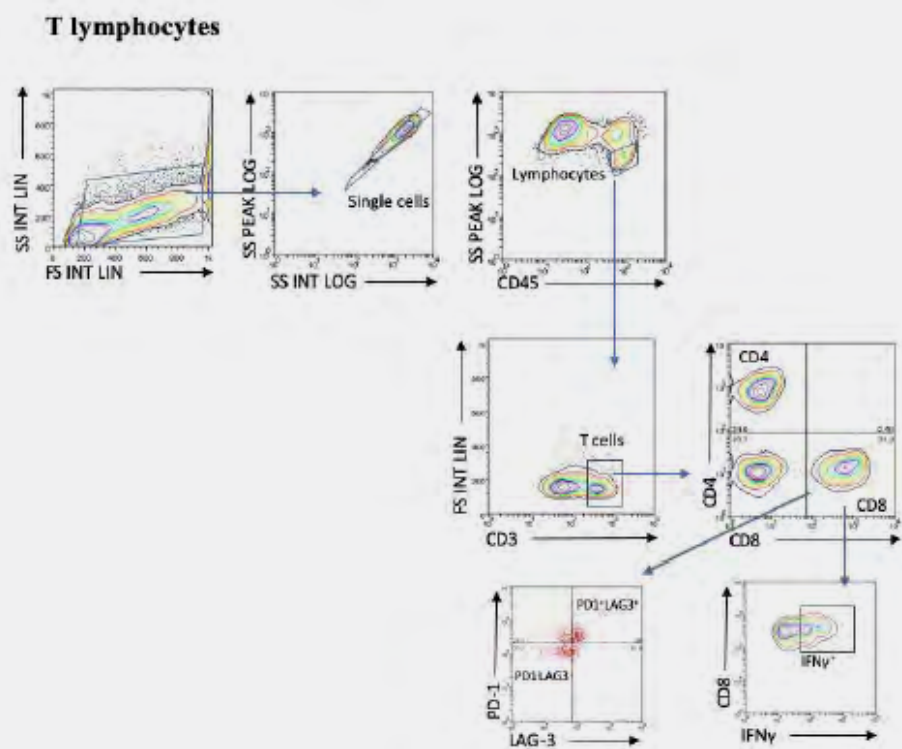 T lymphocytes
SS INT LIN
FS INT LIN
SS PEAK LOG
Single cells
SS INT LOG
SS PEAK LOG
Lymphocytes
CD45
FS INT LIN
T cells
CD3
CD4
CD4
CD8
CD8
PD-1
PD1⁺LAG3⁺
PD1⁻LAG3⁻
LAG-3
CD8
IFNγ⁺
IFNγ